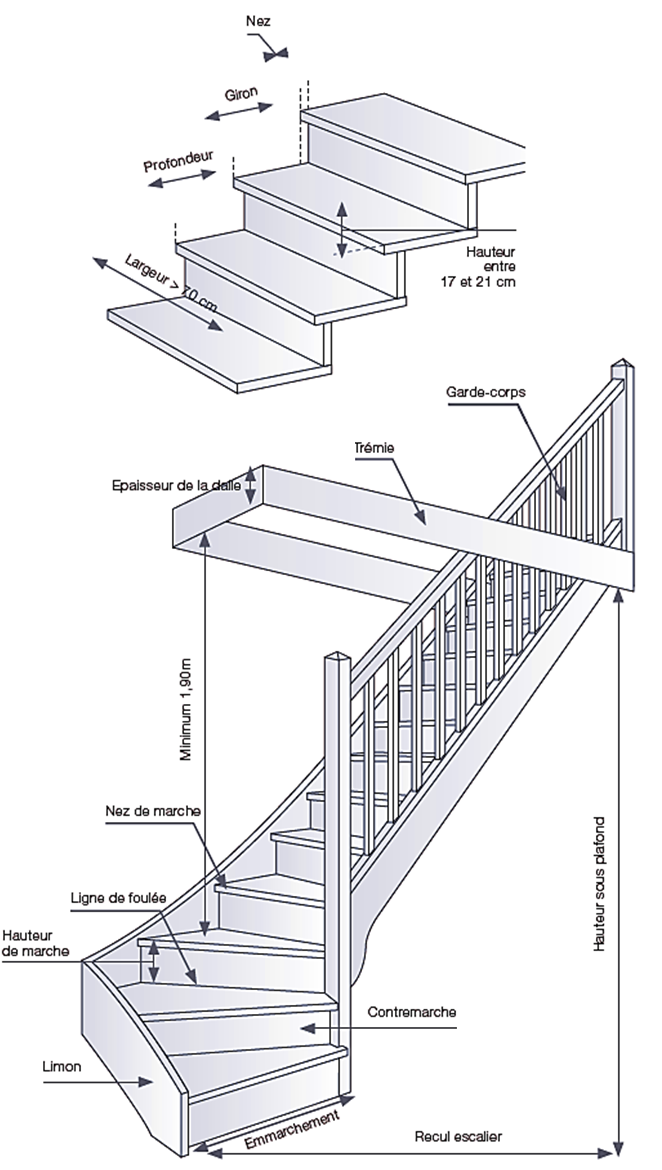 Nez
Giron
Profondeur
Largeur > 70 cm
Hauteur
entre
17 et 21 cm
Garde-corps
Trémie
Epaisseur de la dalle
Minimum 1,90m
Nez de marche
Ligne de foulée
Hauteur
de marche
Hauteur sous plafond
Contremarche
Limon
Emmarchement
Recul escalier